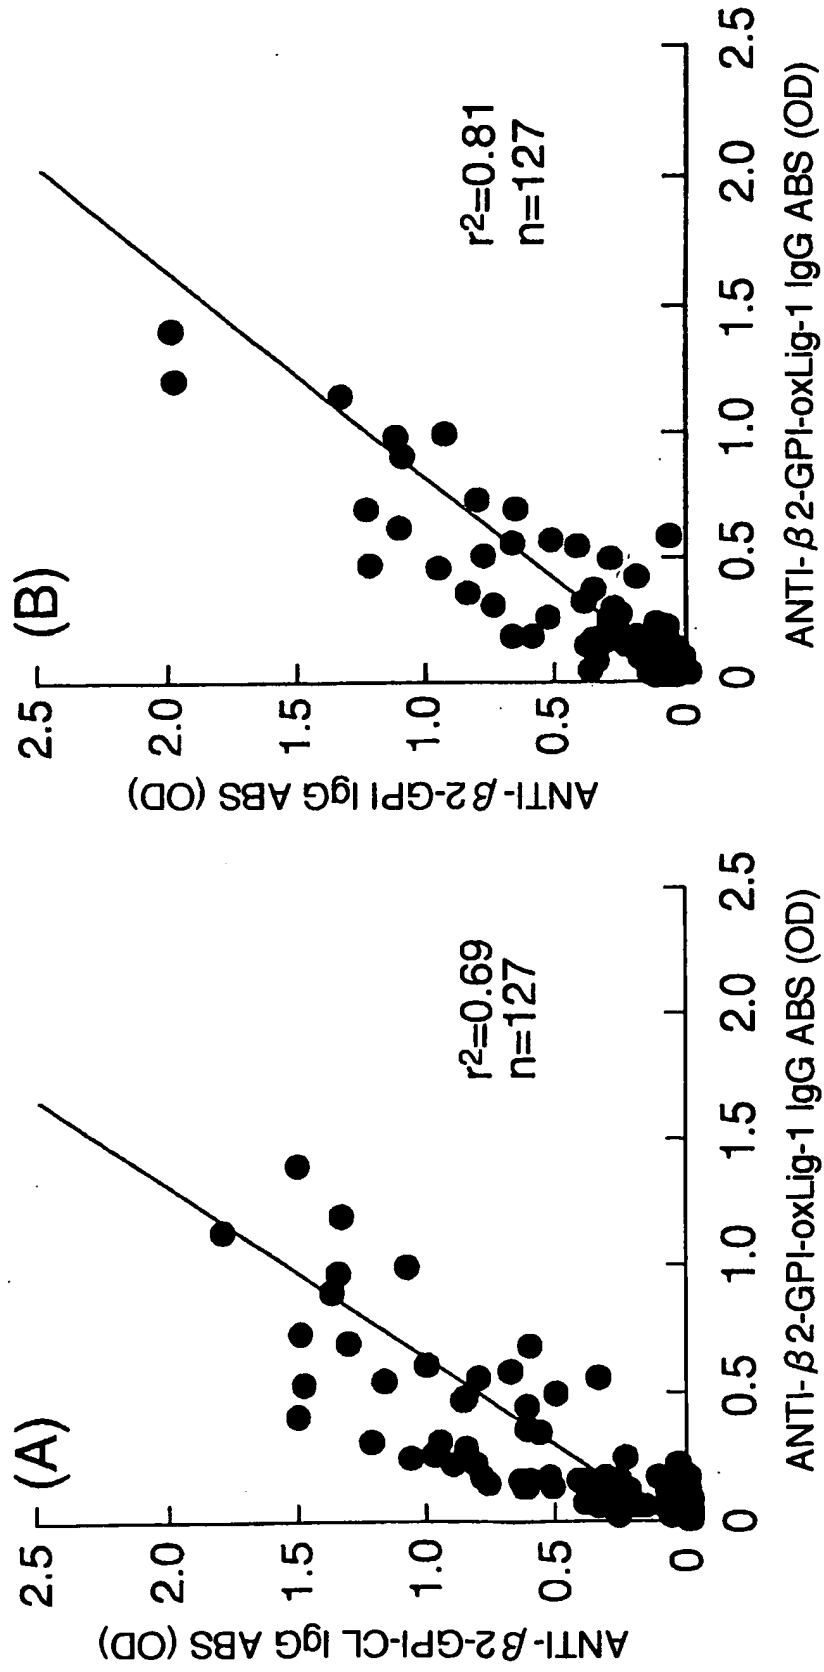 (A)
ANTI-β2-GPI-CL IgG ABS (OD)
2.5
2.0
1.5
1.0
0.5
0
r²=0.69
n=127
0
0.5
1.0
1.5
2.0
2.5
ANTI-β2-GPI-oxLig-1 IgG ABS (OD)
(B)
ANTI-β2-GPI IgG ABS (OD)
2.5
2.0
1.5
1.0
0.5
0
r²=0.81
n=127
0
0.5
1.0
1.5
2.0
2.5
ANTI-β2-GPI-oxLig-1 IgG ABS (OD)